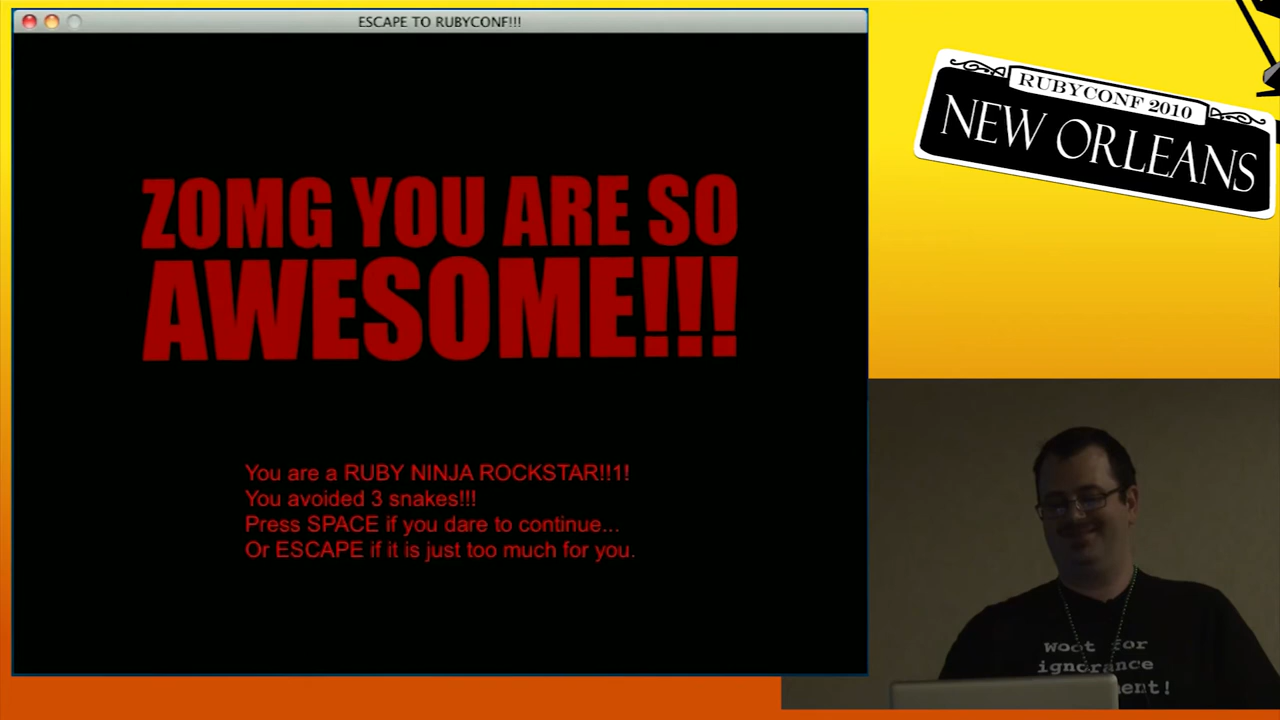 ESCAPE TO RUBYCONF!!!
ZOMG YOU ARE SO
AWESOME!!!
You are a RUBY NINJA ROCKSTAR!!1!
You avoided 3 snakes!!!
Press SPACE if you dare to continue...
Or ESCAPE if it is just too much for you.
RUBYCONF 2010
NEW ORLEANS
Woot for
ignorance